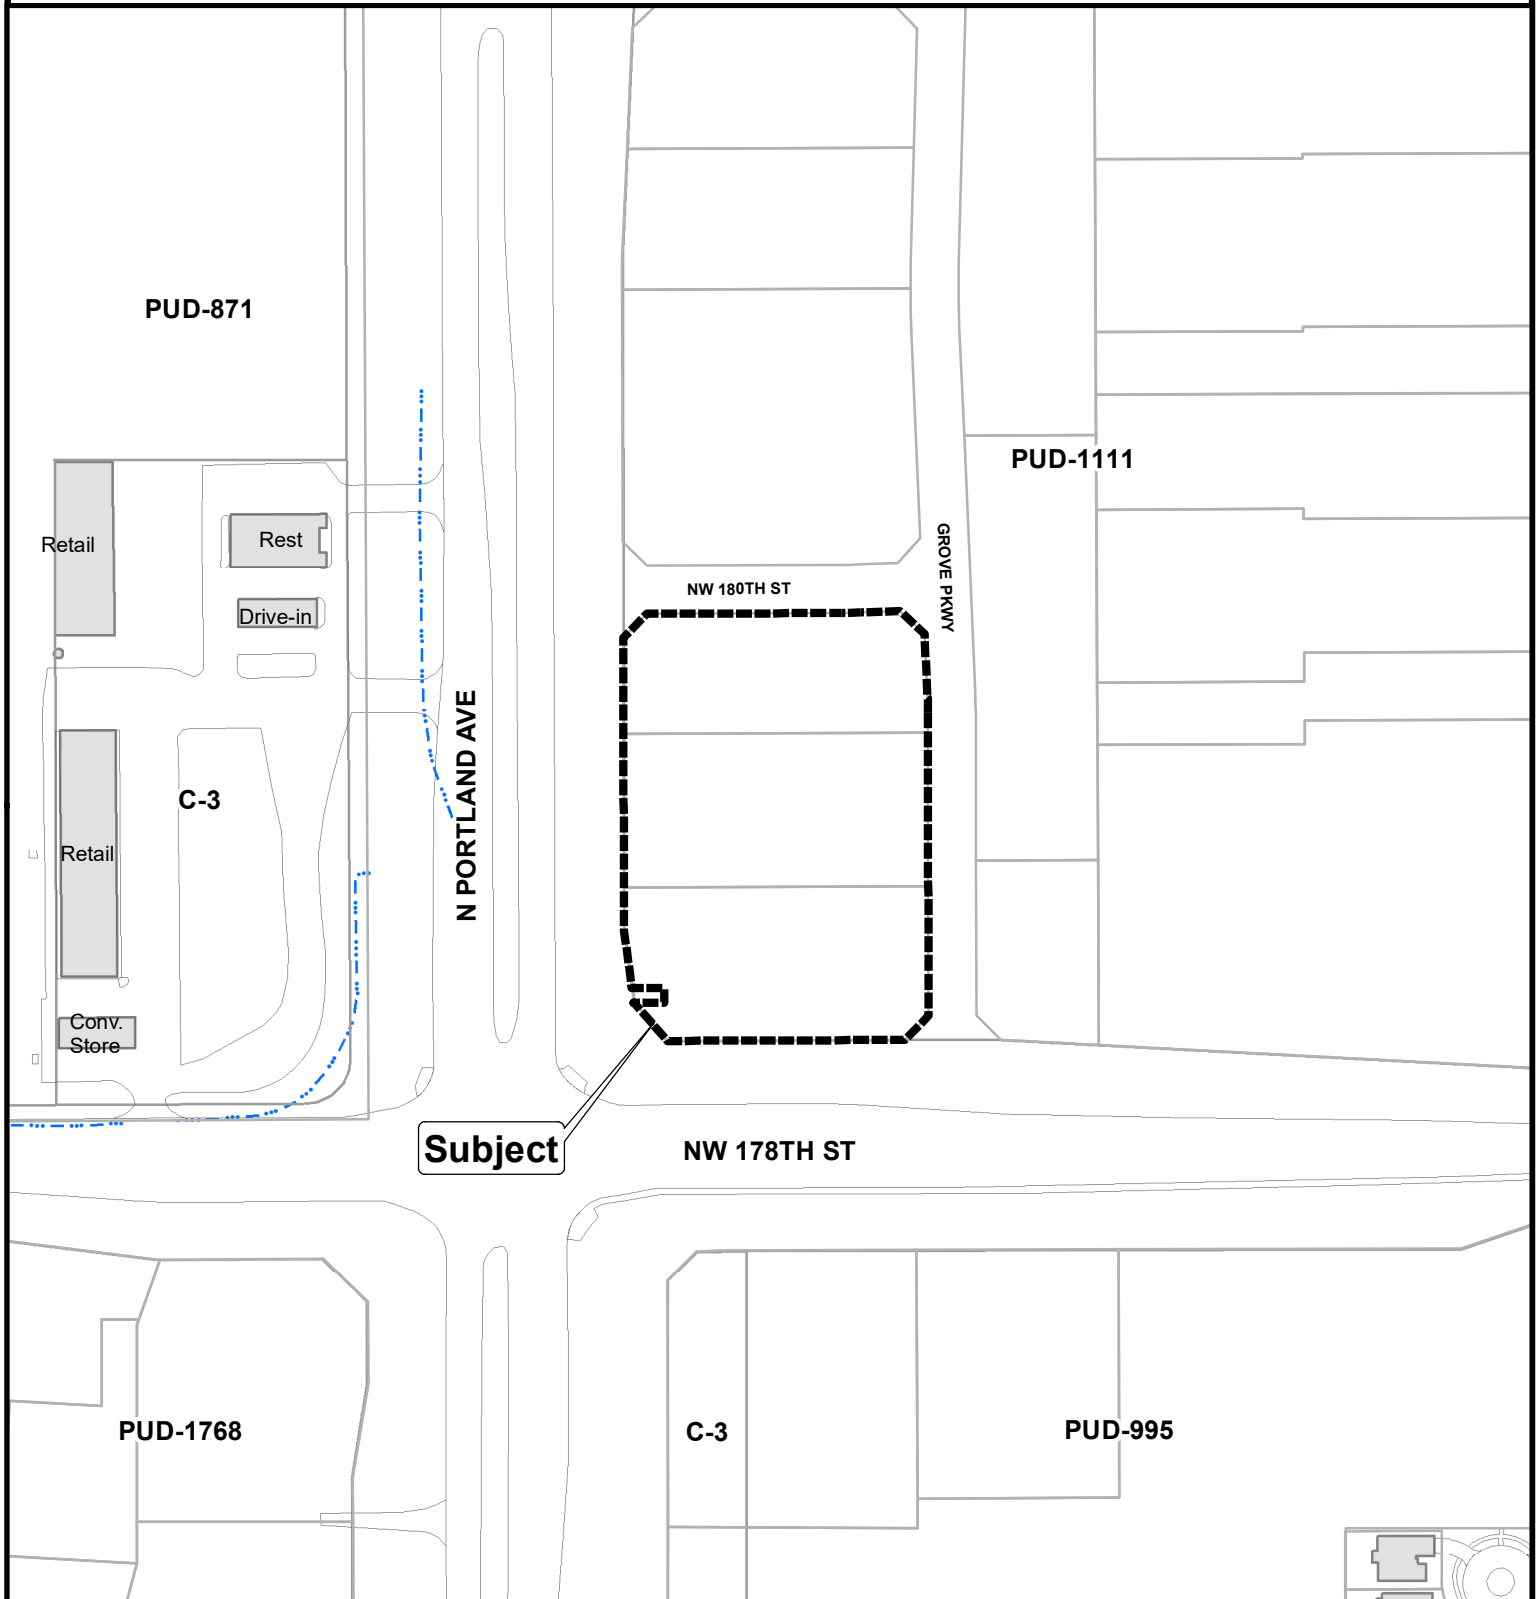 PUD-871
PUD-1111
Retail
Rest
Drive-in
NW 180TH ST
GROVE PKWY
N PORTLAND AVE
C-3
Retail
Conv.
Store
Subject
NW 178TH ST
PUD-1768
C-3
PUD-995